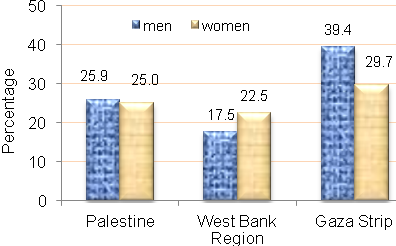 50
40
30
20
10
0
Percentage
men
women
25.9
25.0
17.5
22.5
39.4
29.7
Palestine
West Bank
Gaza Strip
Region